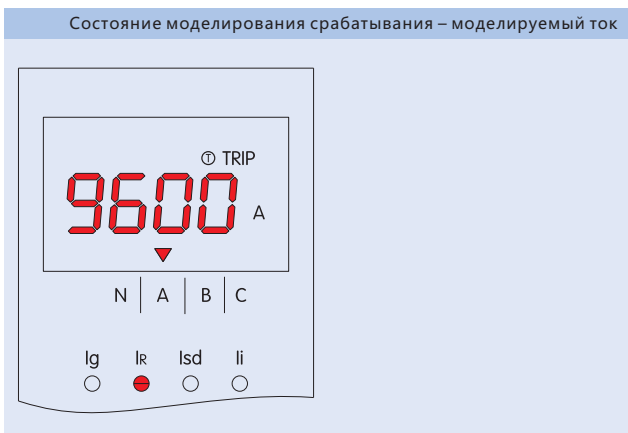 Состояние моделирования срабатывания – моделируемый ток
Ⓣ TRIP
9600 A
N A B C
Ig IR Isd Ii